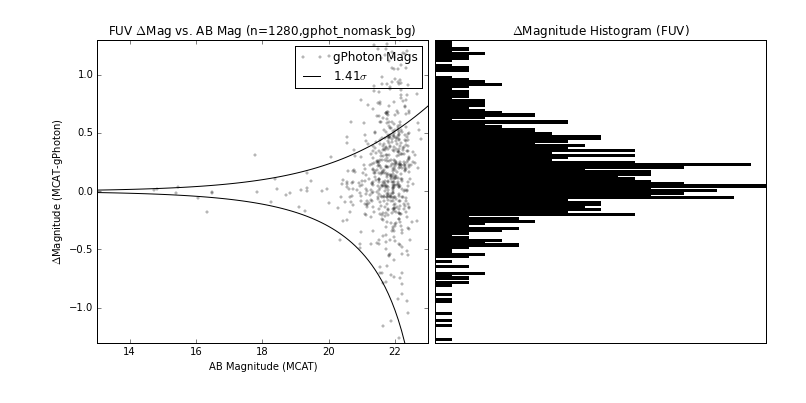 FUV ΔMag vs. AB Mag (n=1280,gphot_nomask_bg)
ΔMagnitude Histogram (FUV)
gPhoton Mags
1.41σ
ΔMagnitude (MCAT-gPhoton)
1.0
0.5
0.0
−0.5
−1.0
14 16 18 20 22
AB Magnitude (MCAT)